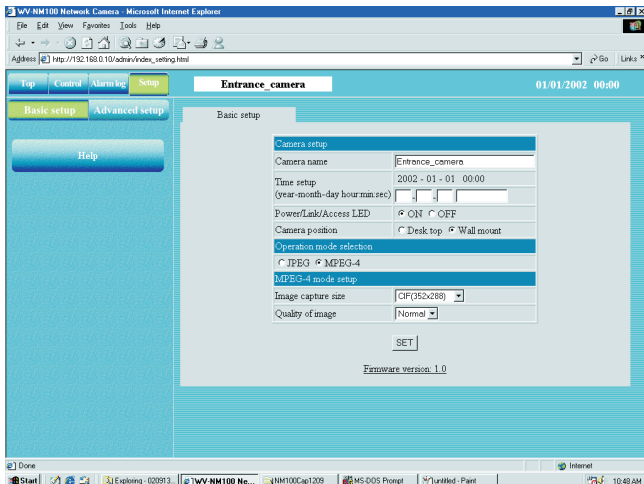 WV-NM100 Network Camera - Microsoft Internet Explorer
File Edit View Favorites Tools Help
Address http://192.168.0.10/admin/index_setting.html Go Links »
Top Control Alarm log Setup Entrance_camera 01/01/2002 00:00
Basic setup Advanced setup
Basic setup
Help
Camera setup
Camera name Entrance_camera
Time setup 2002 - 01 - 01 00:00
(year-month-day hour:min:sec) - -
Power/Link/Access LED ON OFF
Camera position Desk top Wall mount
Operation mode selection
JPEG MPEG-4
MPEG-4 mode setup
Image capture size CIF(352x288)
Quality of image Normal
SET
Firmware version: 1.0
Done Internet
Start Exploring - 020913... WV-NM100 Ne... NM100Cap1209 MS-DOS Prompt untitled - Paint 10:48 AM